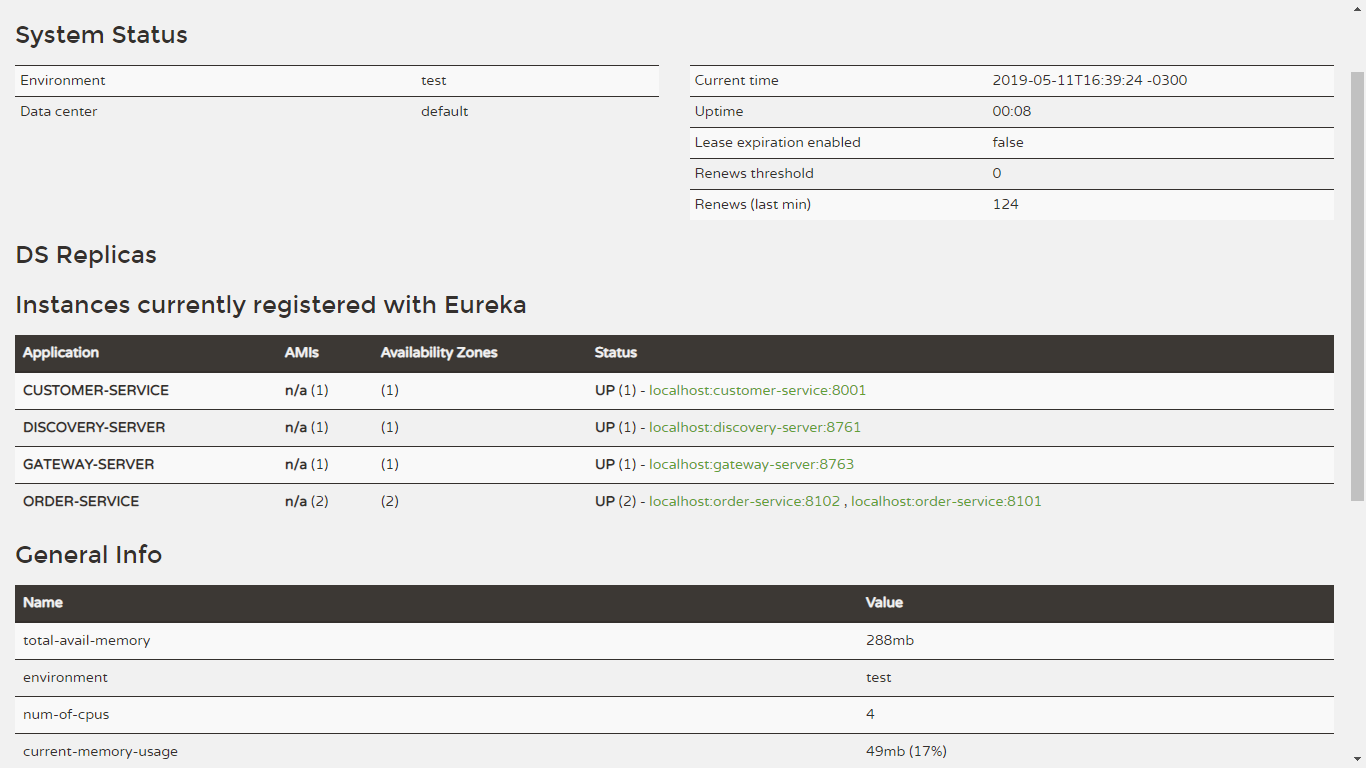 System Status
Environment test
Data center default
Current time 2019-05-11T16:39:24 -0300
Uptime 00:08
Lease expiration enabled false
Renews threshold 0
Renews (last min) 124
DS Replicas
Instances currently registered with Eureka
Application AMIs Availability Zones Status
CUSTOMER-SERVICE n/a (1) (1) UP (1) - localhost:customer-service:8001
DISCOVERY-SERVER n/a (1) (1) UP (1) - localhost:discovery-server:8761
GATEWAY-SERVER n/a (1) (1) UP (1) - localhost:gateway-server:8763
ORDER-SERVICE n/a (2) (2) UP (2) - localhost:order-service:8102 , localhost:order-service:8101
General Info
Name Value
total-avail-memory 288mb
environment test
num-of-cpus 4
current-memory-usage 49mb (17%)